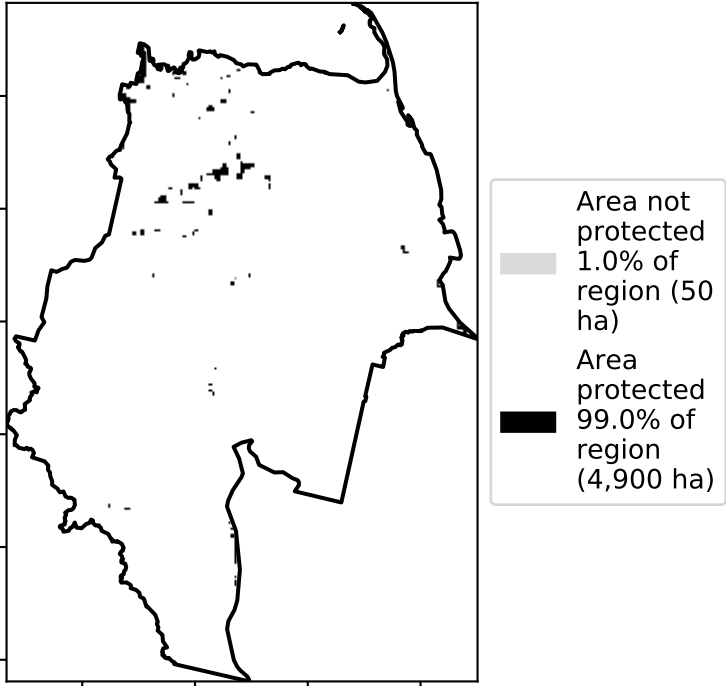 Area not
protected
1.0% of
region (50
ha)
Area
protected
99.0% of
region
(4,900 ha)